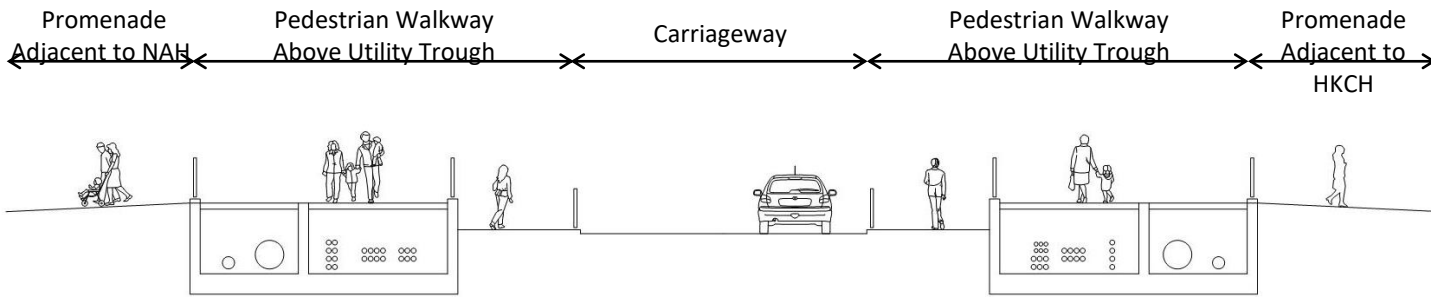 Promenade
Adjacent to NAH
Pedestrian Walkway
Above Utility Trough
Carriageway
Pedestrian Walkway
Above Utility Trough
Promenade
Adjacent to
HKCH